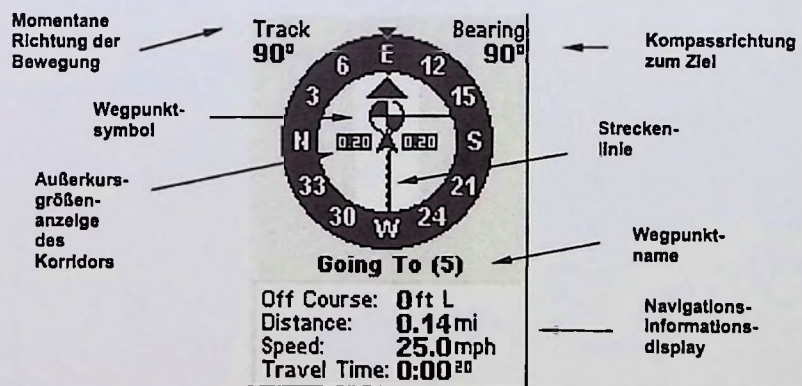 Momentane
Richtung der
Bewegung
Track
90°
Bearing
90°
Kompassrichtung
zum Ziel
E
6
12
3
15
N
S
33
21
30
24
W
Wegpunkt-
symbol
0.20
0.20
Strecken-
linie
Außerkurs-
größen-
anzeige
des
Korridors
Going To (5)
Wegpunkt-
name
Off Course: 0ft L
Distance: 0.14mi
Speed: 25.0mph
Travel Time: 0:00 20
Navigations-
informations-
display